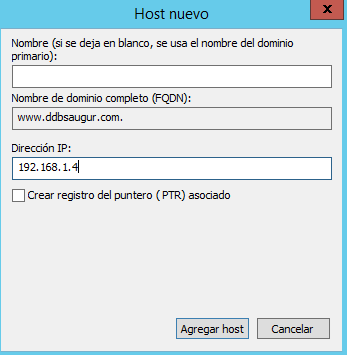 Host nuevo
x
Nombre (si se deja en blanco, se usa el nombre del dominio
primario):
Nombre de dominio completo (FQDN):
www.ddbsaugur.com.
Dirección IP:
192.168.1.4
Crear registro del puntero ( PTR) asociado
Agregar host
Cancelar